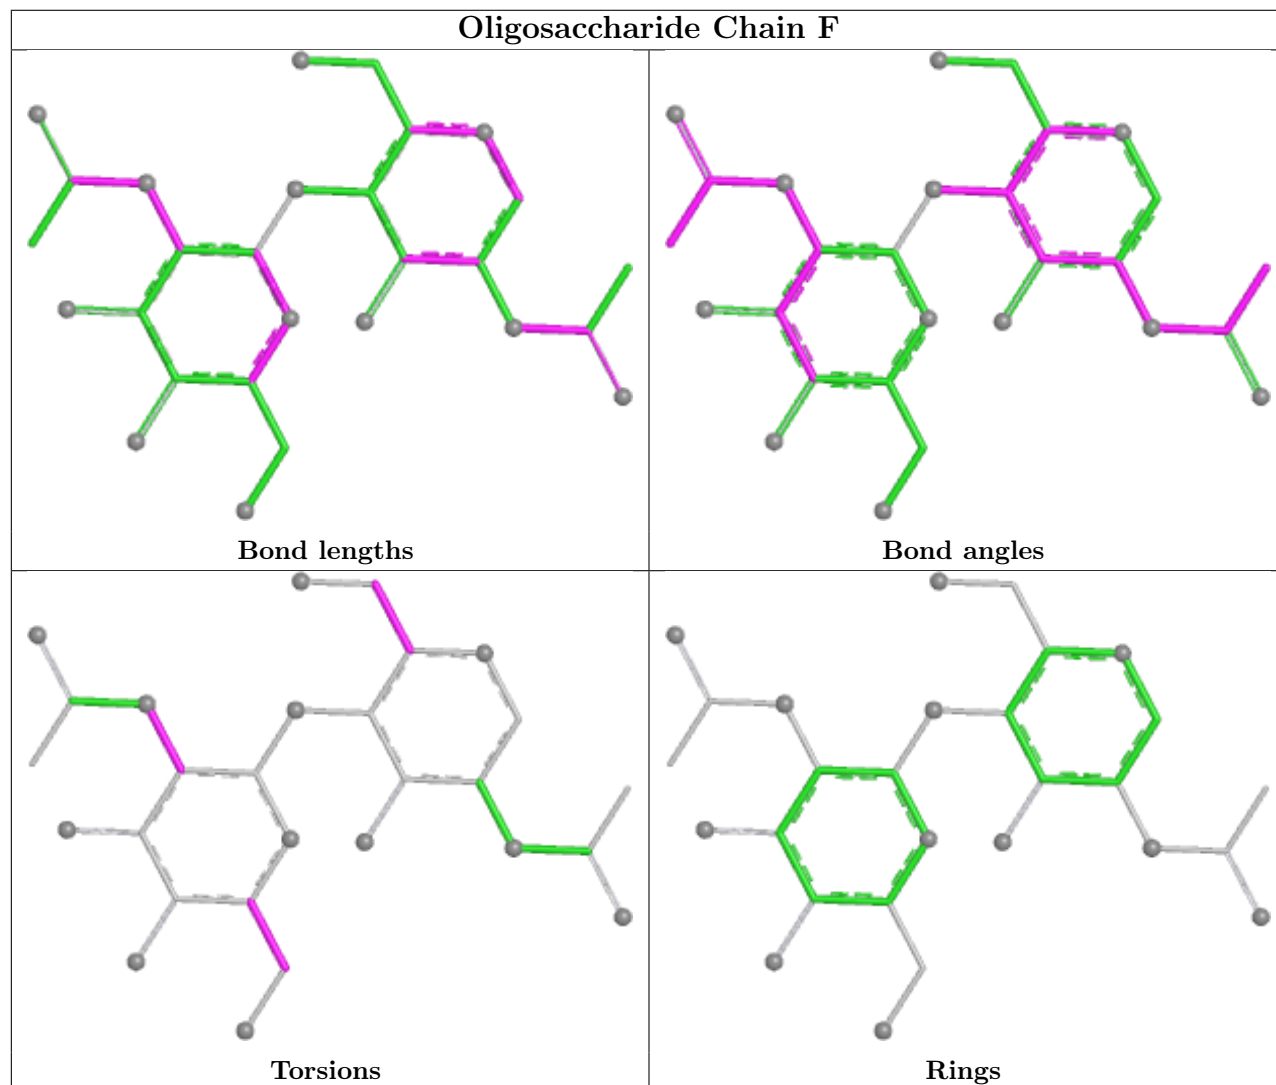 Oligosaccharide Chain F
Bond lengths
Bond angles
Torsions
Rings